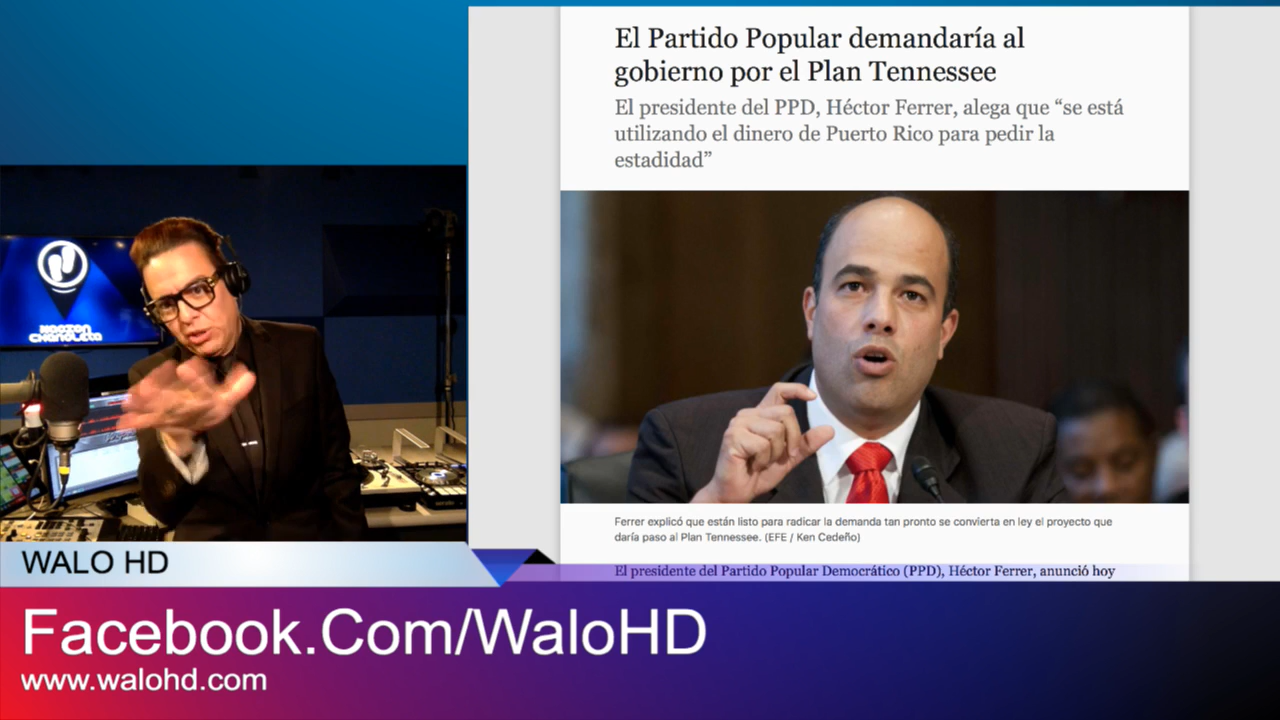 El Partido Popular demandaría al
gobierno por el Plan Tennessee
El presidente del PPD, Héctor Ferrer, alega que “se está
utilizando el dinero de Puerto Rico para pedir la
estadidad”
Ferrer explicó que están listo para radicar la demanda tan pronto se convierta en ley el proyecto que
daría paso al Plan Tennessee. (EFE / Ken Cedeño)
El presidente del Partido Popular Democrático (PPD), Héctor Ferrer, anunció hoy
NACION
CHANCLETA
WALO HD
Facebook.Com/WaloHD
www.walohd.com